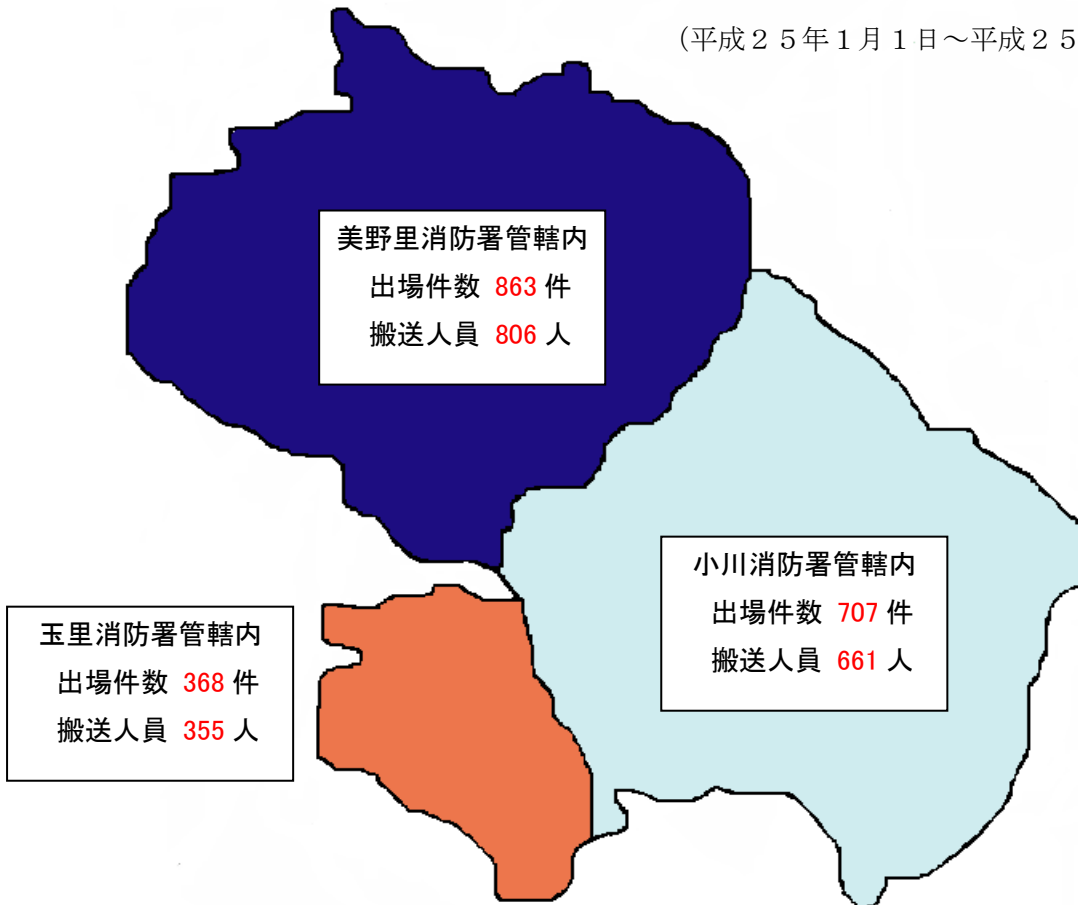 (平成２５年１月１日～平成２５
美野里消防署管轄内
出場件数 863 件
搬送人員 806 人
小川消防署管轄内
出場件数 707 件
搬送人員 661 人
玉里消防署管轄内
出場件数 368 件
搬送人員 355 人